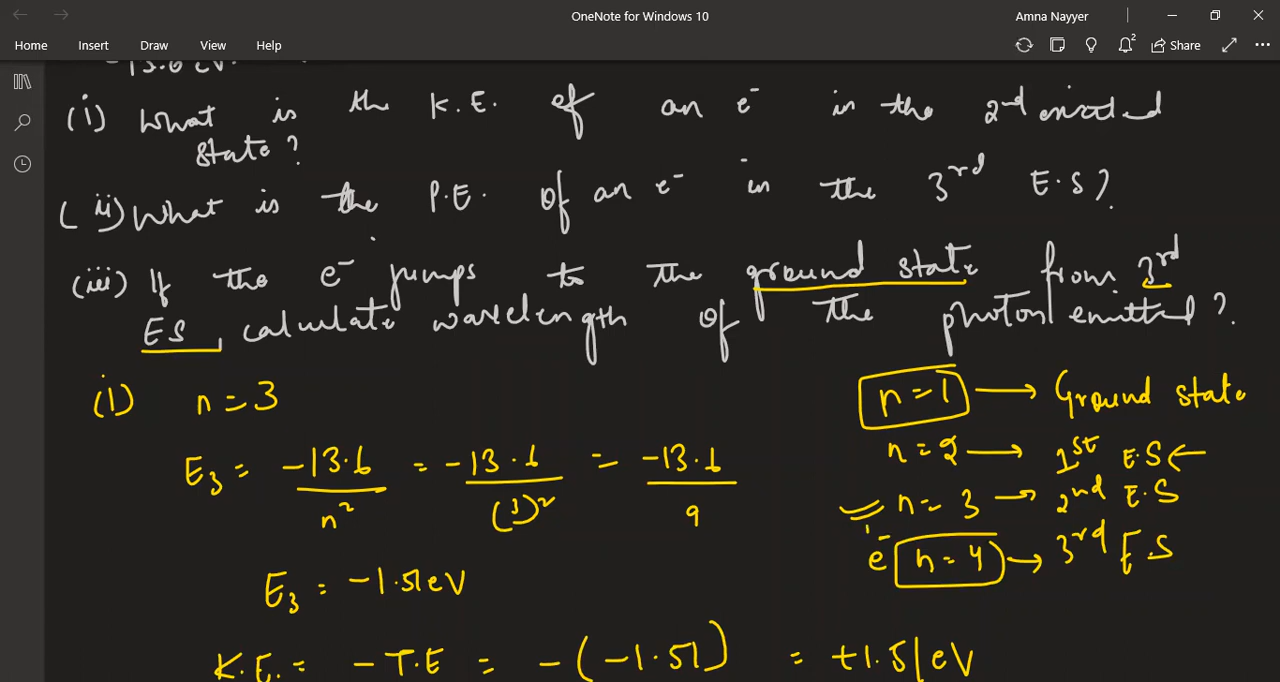 OneNote for Windows 10
Amna Nayyer
Home Insert Draw View Help
2
Share
-13.6 eV.
(i) What is the K.E. of an e⁻ in the 2nd excited
state?
(ii) What is the P.E. of an e⁻ in the 3rd E.S?
(iii) If the e⁻ jumps to the ground state from 3rd
ES, calculate wavelength of the photon emitted?
(i) n = 3
E₃ = -13.6/n² = -13.6/(3)² = -13.6/9
E₃ = -1.51eV
K.E. = -T.E = -(-1.51) = +1.51eV
n=1 → Ground state
n=2 → 1st E.S ←
n=3 → 2nd E.S
e⁻ n=4 → 3rd E.S